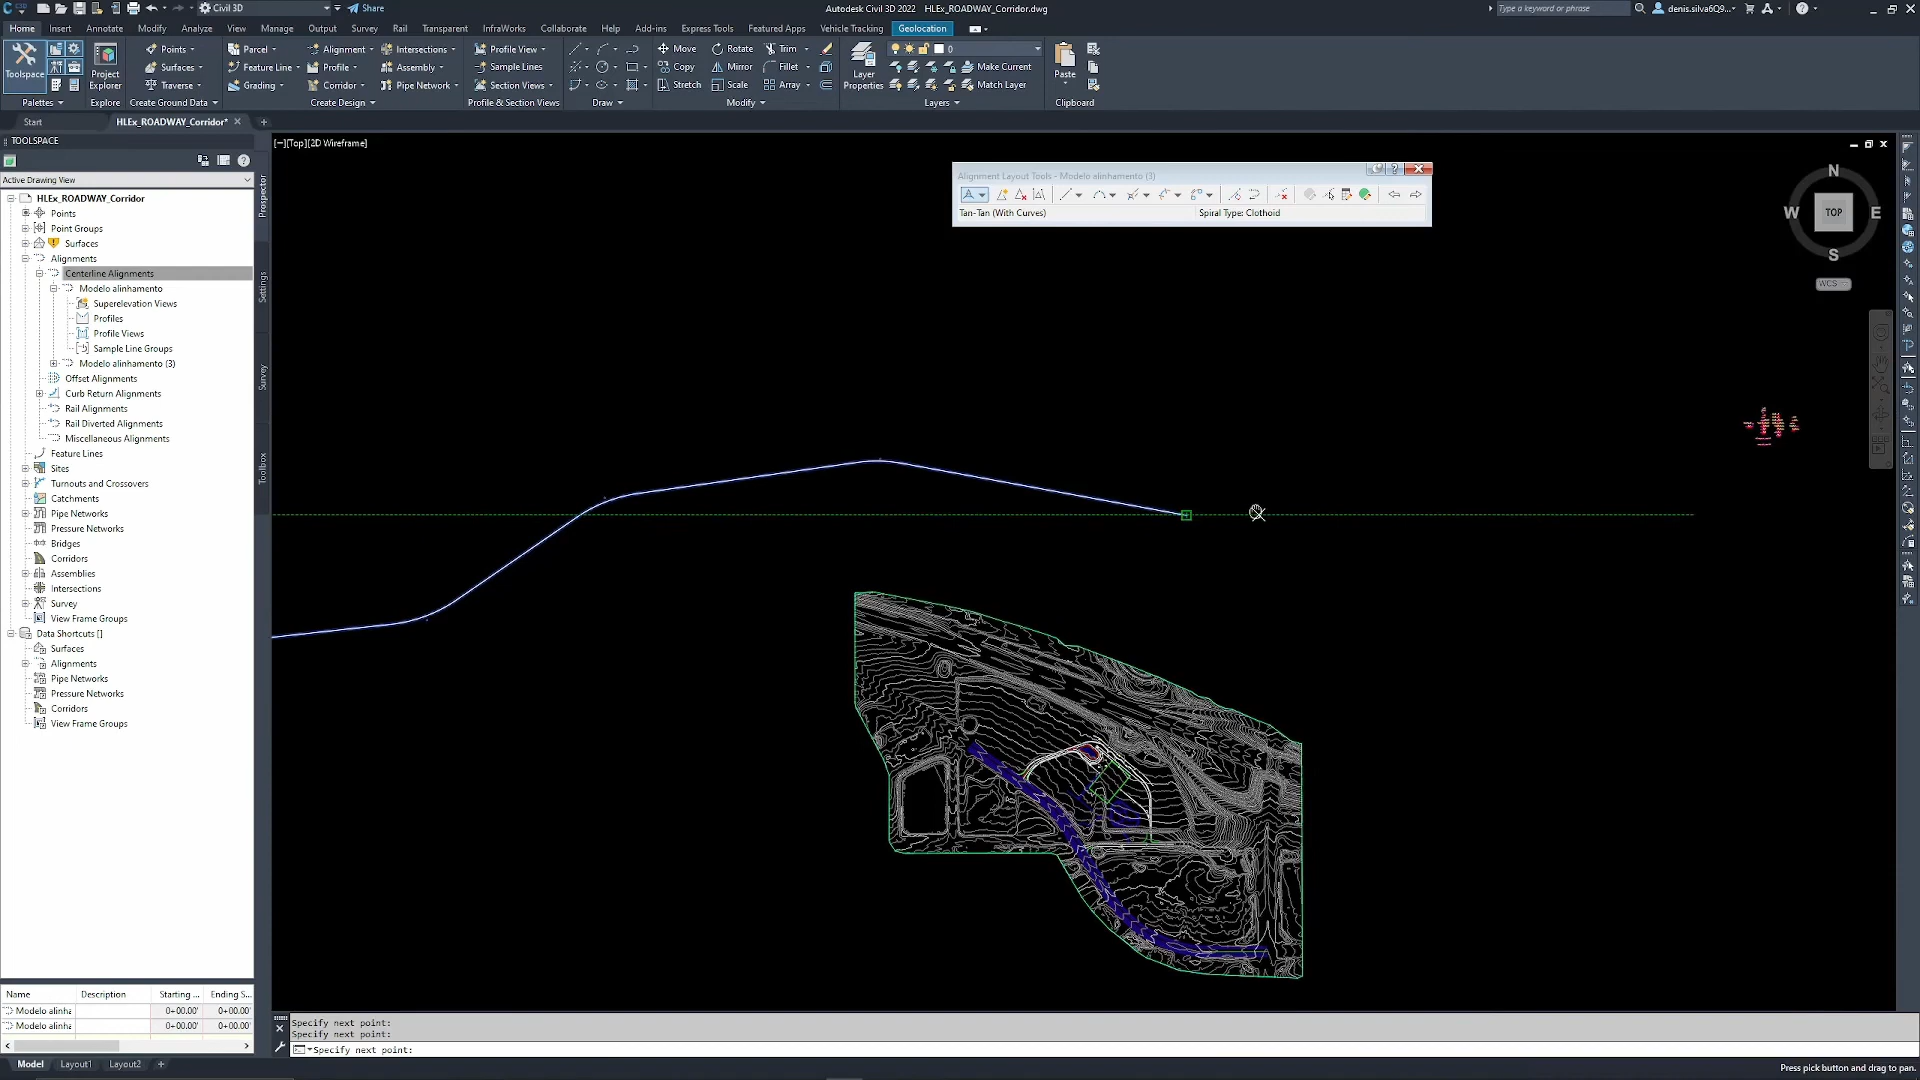 Civil 3D
Share
Autodesk Civil 3D 2022 HLEx_ROADWAY_Corridor.dwg
Type a keyword or phrase
denis.silva6Q9...
Home Insert Annotate Modify Analyze View Manage Output Survey Rail Transparent InfraWorks Collaborate Help Add-ins Express Tools Featured Apps Vehicle Tracking Geolocation
Points Parcel Alignment Intersections Profile View Move Rotate Trim 0
Toolspace Surfaces Feature Line Profile Assembly Sample Lines Copy Mirror Fillet Make Current
Project Explorer Traverse Grading Corridor Pipe Network Section Views Stretch Scale Array Layer Properties Match Layer Paste
Palettes Explore Create Ground Data Create Design Profile & Section Views Draw Modify Layers Clipboard
Start HLEx_ROADWAY_Corridor*
TOOLSPACE
[−][Top][2D Wireframe]
Active Drawing View
HLEx_ROADWAY_Corridor
Points
Point Groups
Surfaces
Alignments
Centerline Alignments
Modelo alinhamento
Superelevation Views
Profiles
Profile Views
Sample Line Groups
Modelo alinhamento (3)
Offset Alignments
Curb Return Alignments
Rail Alignments
Rail Diverted Alignments
Miscellaneous Alignments
Feature Lines
Sites
Turnouts and Crossovers
Catchments
Pipe Networks
Pressure Networks
Bridges
Corridors
Assemblies
Intersections
Survey
View Frame Groups
Data Shortcuts []
Surfaces
Alignments
Pipe Networks
Pressure Networks
Corridors
View Frame Groups
Prospector
Settings
Survey
Toolbox
Alignment Layout Tools - Modelo alinhamento (3)
Tan-Tan (With Curves) Spiral Type: Clothoid
N
W TOP E
S
WCS
Name Description Starting ... Ending S...
Modelo alinha 0+00.00' 0+00.00'
Modelo alinha 0+00.00' 0+00.00'
Specify next point:
Specify next point:
Specify next point:
Model Layout1 Layout2 +
Press pick button and drag to pan.